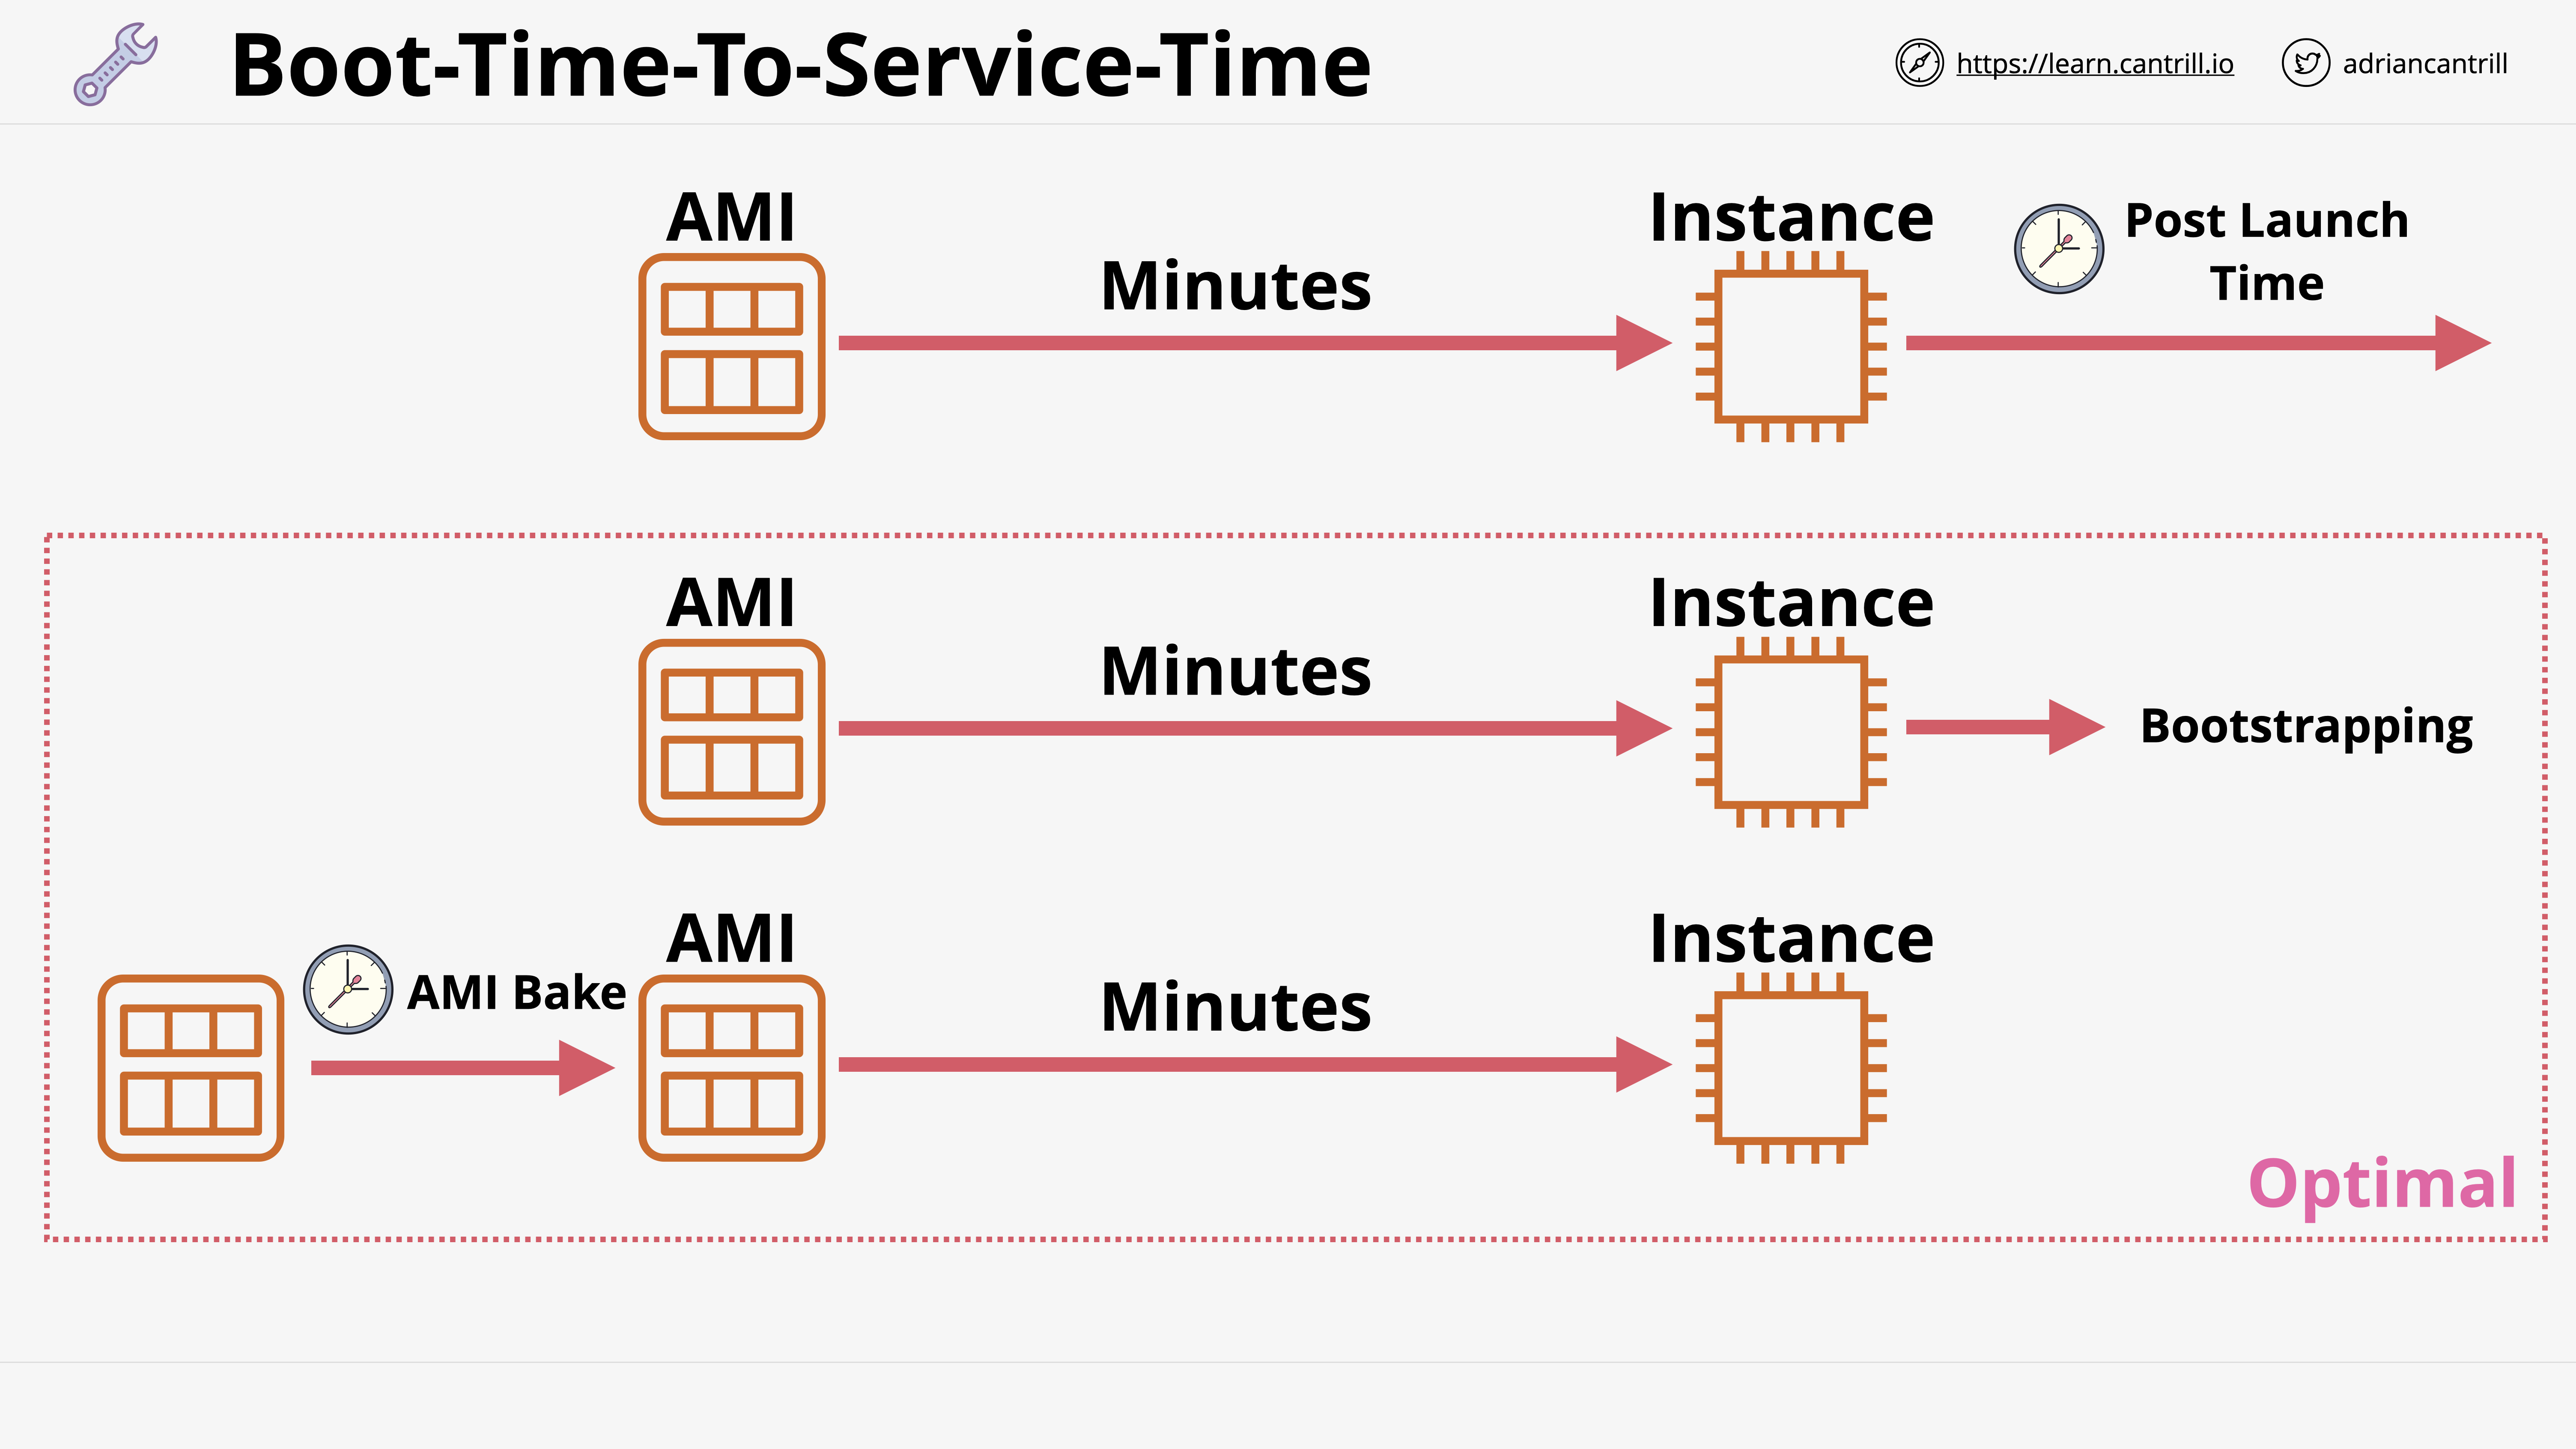 Boot-Time-To-Service-Time
https://learn.cantrill.io
adriancantrill
AMI
Minutes
Instance
Post Launch
Time
AMI
Minutes
Instance
Bootstrapping
AMI Bake
AMI
Minutes
Instance
Optimal